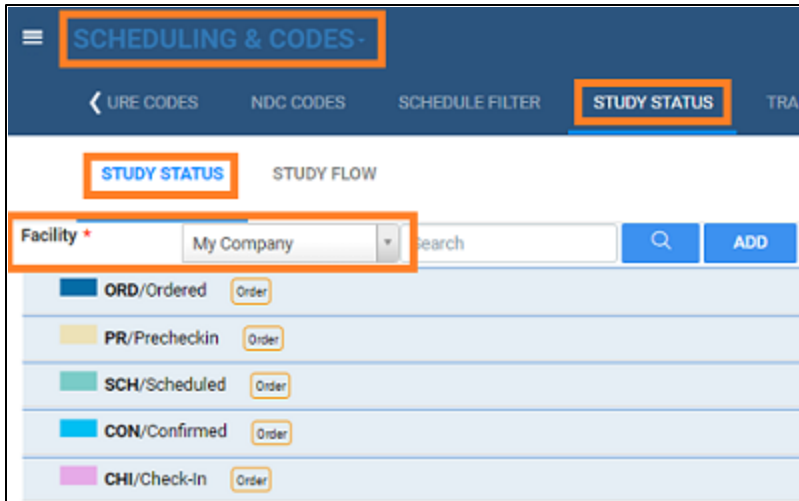 SCHEDULING & CODES
URE CODES NDC CODES SCHEDULE FILTER STUDY STATUS TRA
STUDY STATUS STUDY FLOW
Facility * My Company Search ADD
ORD/Ordered Order
PR/Precheckin Order
SCH/Scheduled Order
CON/Confirmed Order
CHI/Check-In Order